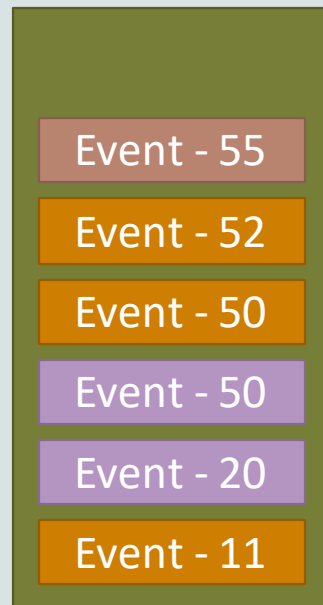 Event - 55
Event - 52
Event - 50
Event - 50
Event - 20
Event - 11